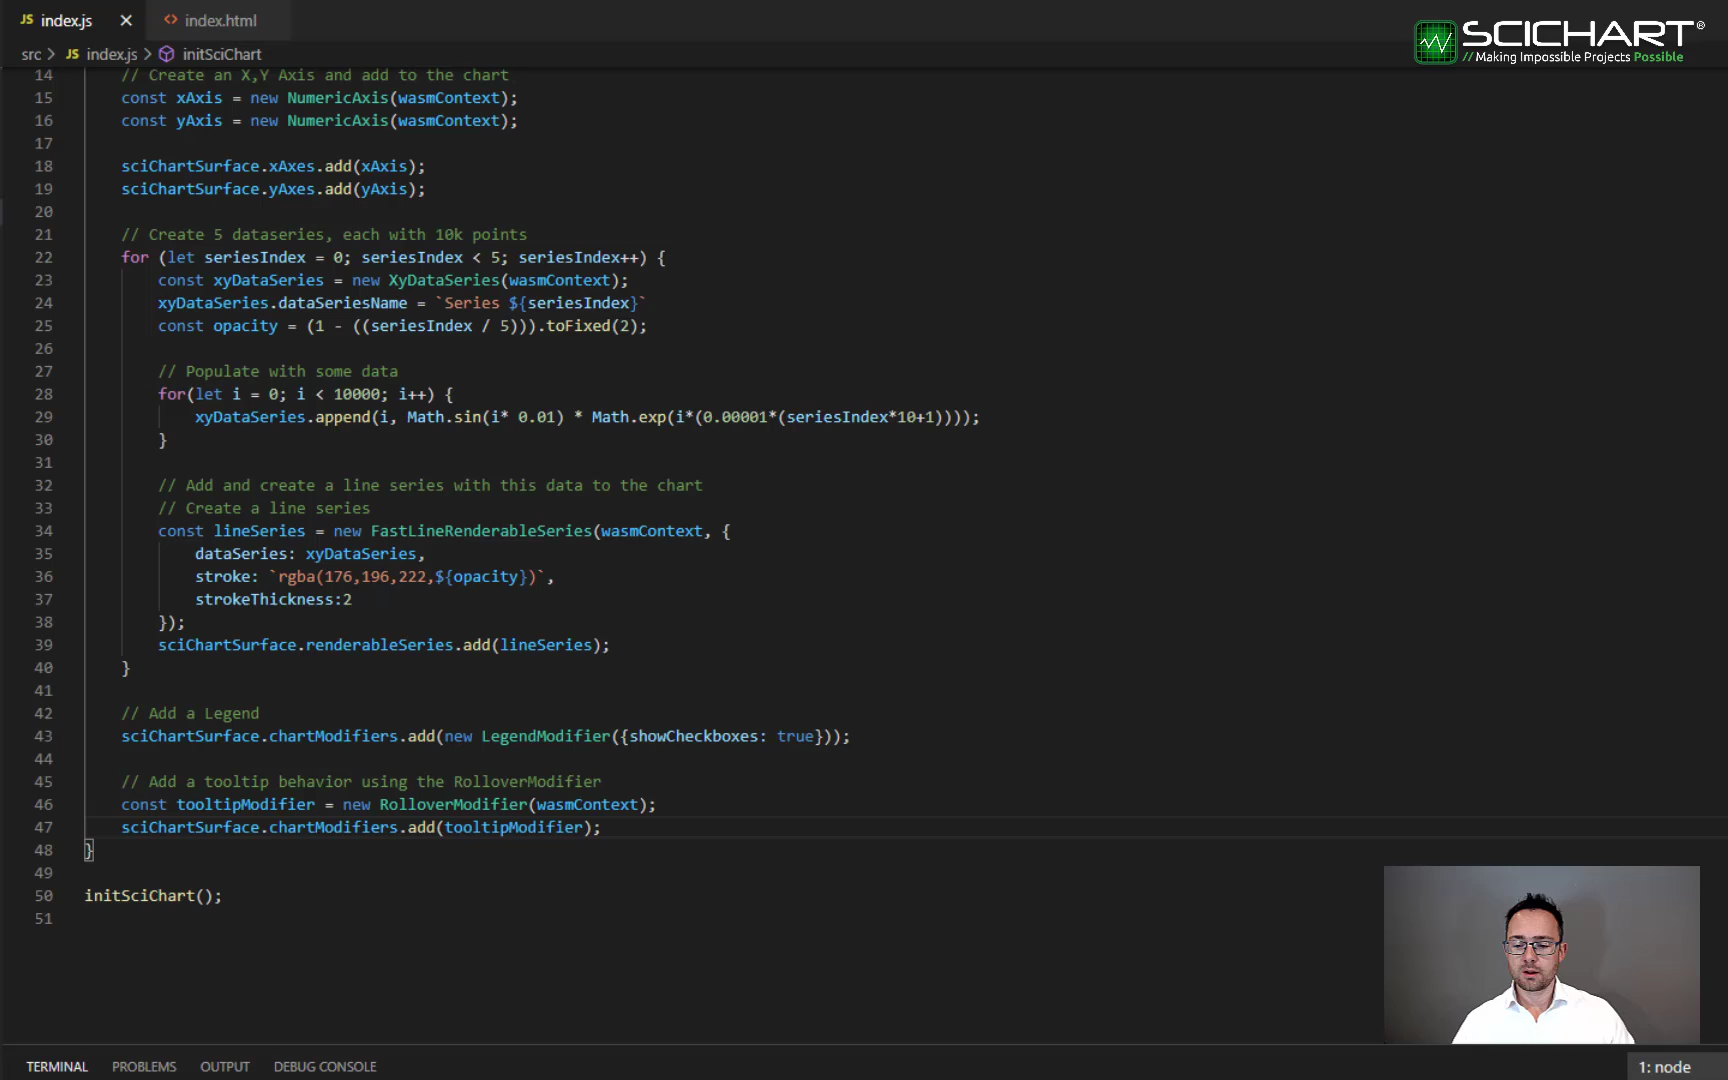 JS index.js × <> index.html
SCICHART®
// Making Impossible Projects Possible
src > JS index.js > initSciChart
14 // Create an X,Y Axis and add to the chart
15 const xAxis = new NumericAxis(wasmContext);
16 const yAxis = new NumericAxis(wasmContext);
17
18 sciChartSurface.xAxes.add(xAxis);
19 sciChartSurface.yAxes.add(yAxis);
20
21 // Create 5 dataseries, each with 10k points
22 for (let seriesIndex = 0; seriesIndex < 5; seriesIndex++) {
23 const xyDataSeries = new XyDataSeries(wasmContext);
24 xyDataSeries.dataSeriesName = `Series ${seriesIndex}`
25 const opacity = (1 - ((seriesIndex / 5))).toFixed(2);
26
27 // Populate with some data
28 for(let i = 0; i < 10000; i++) {
29 xyDataSeries.append(i, Math.sin(i* 0.01) * Math.exp(i*(0.00001*(seriesIndex*10+1))));
30 }
31
32 // Add and create a line series with this data to the chart
33 // Create a line series
34 const lineSeries = new FastLineRenderableSeries(wasmContext, {
35 dataSeries: xyDataSeries,
36 stroke: `rgba(176,196,222,${opacity})`,
37 strokeThickness:2
38 });
39 sciChartSurface.renderableSeries.add(lineSeries);
40 }
41
42 // Add a Legend
43 sciChartSurface.chartModifiers.add(new LegendModifier({showCheckboxes: true}));
44
45 // Add a tooltip behavior using the RolloverModifier
46 const tooltipModifier = new RolloverModifier(wasmContext);
47 sciChartSurface.chartModifiers.add(tooltipModifier);
48 }
49
50 initSciChart();
51
TERMINAL PROBLEMS OUTPUT DEBUG CONSOLE 1: node